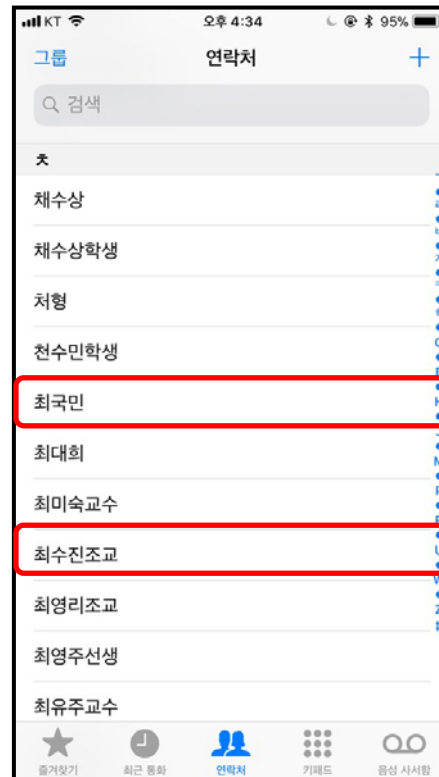 KT 오후 4:34 95%
그룹 연락처 +
검색
ㅊ
채수상
채수상학생
처형
천수민학생
최국민
최대희
최미숙교수
최수진조교
최영리조교
최영주선생
최유주교수
즐겨찾기 최근 통화 연락처 키패드 음성 사서함